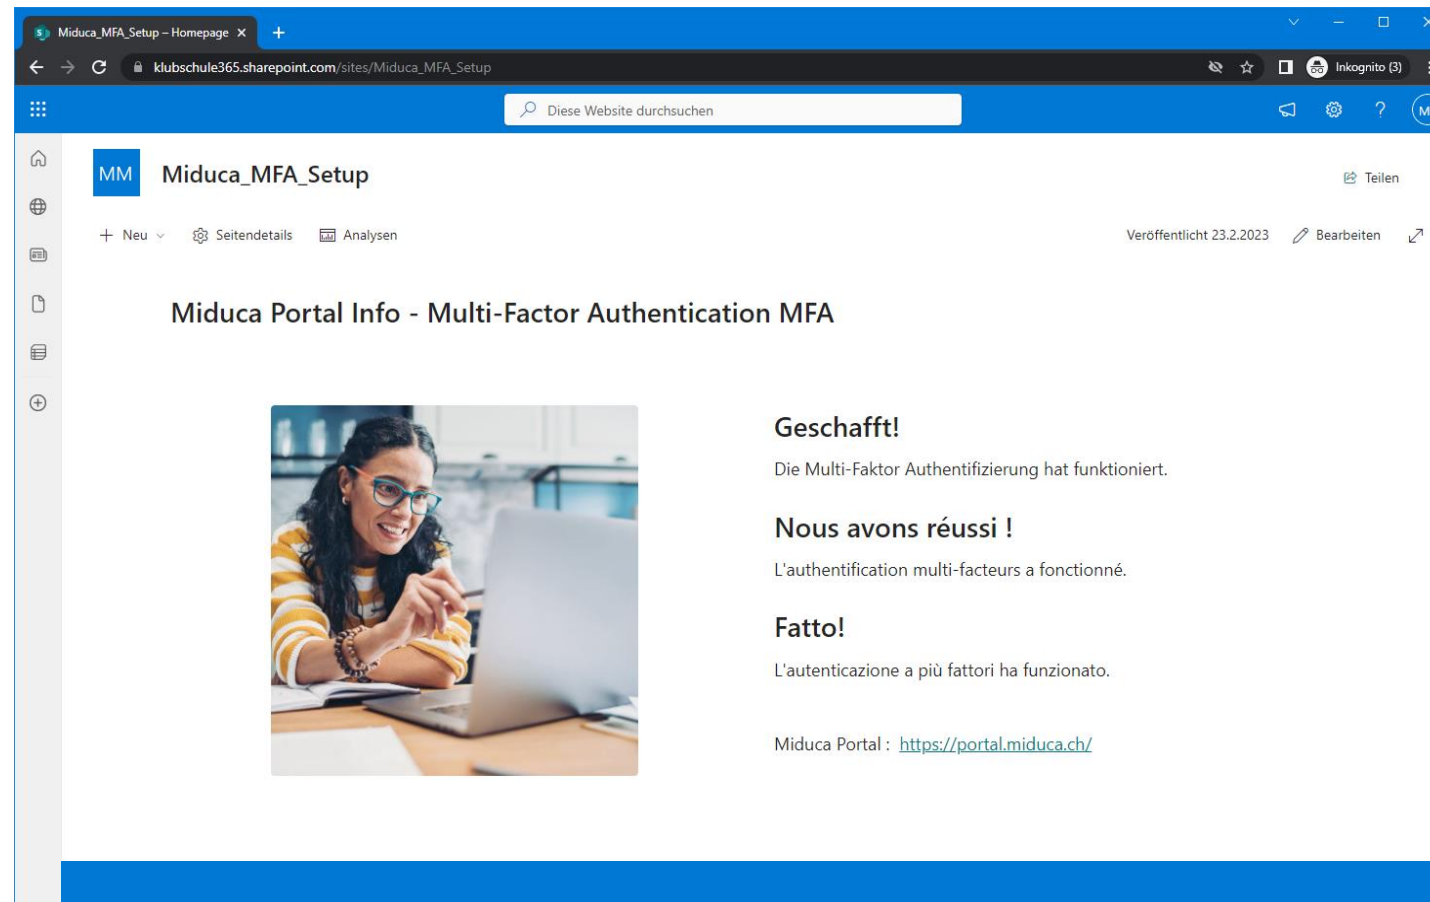 Miduca_MFA_Setup – Homepage
klubschule365.sharepoint.com/sites/Miduca_MFA_Setup
Inkognito (3)
Diese Website durchsuchen
MM
Miduca_MFA_Setup
Teilen
Neu
Seitendetails
Analysen
Veröffentlicht 23.2.2023
Bearbeiten
Miduca Portal Info - Multi-Factor Authentication MFA
Geschafft!
Die Multi-Faktor Authentifizierung hat funktioniert.
Nous avons réussi !
L'authentification multi-facteurs a fonctionné.
Fatto!
L'autenticazione a più fattori ha funzionato.
Miduca Portal : https://portal.miduca.ch/